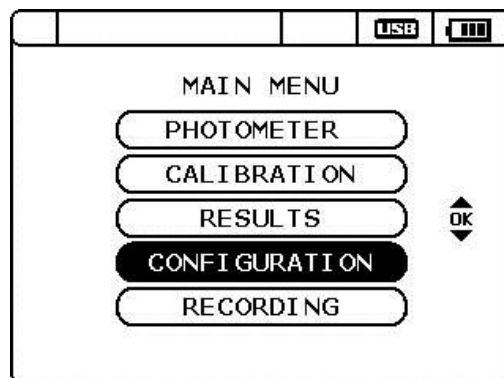 USB
MAIN MENU
PHOTOMETER
CALIBRATION
RESULTS
OK
CONFIGURATION
RECORDING